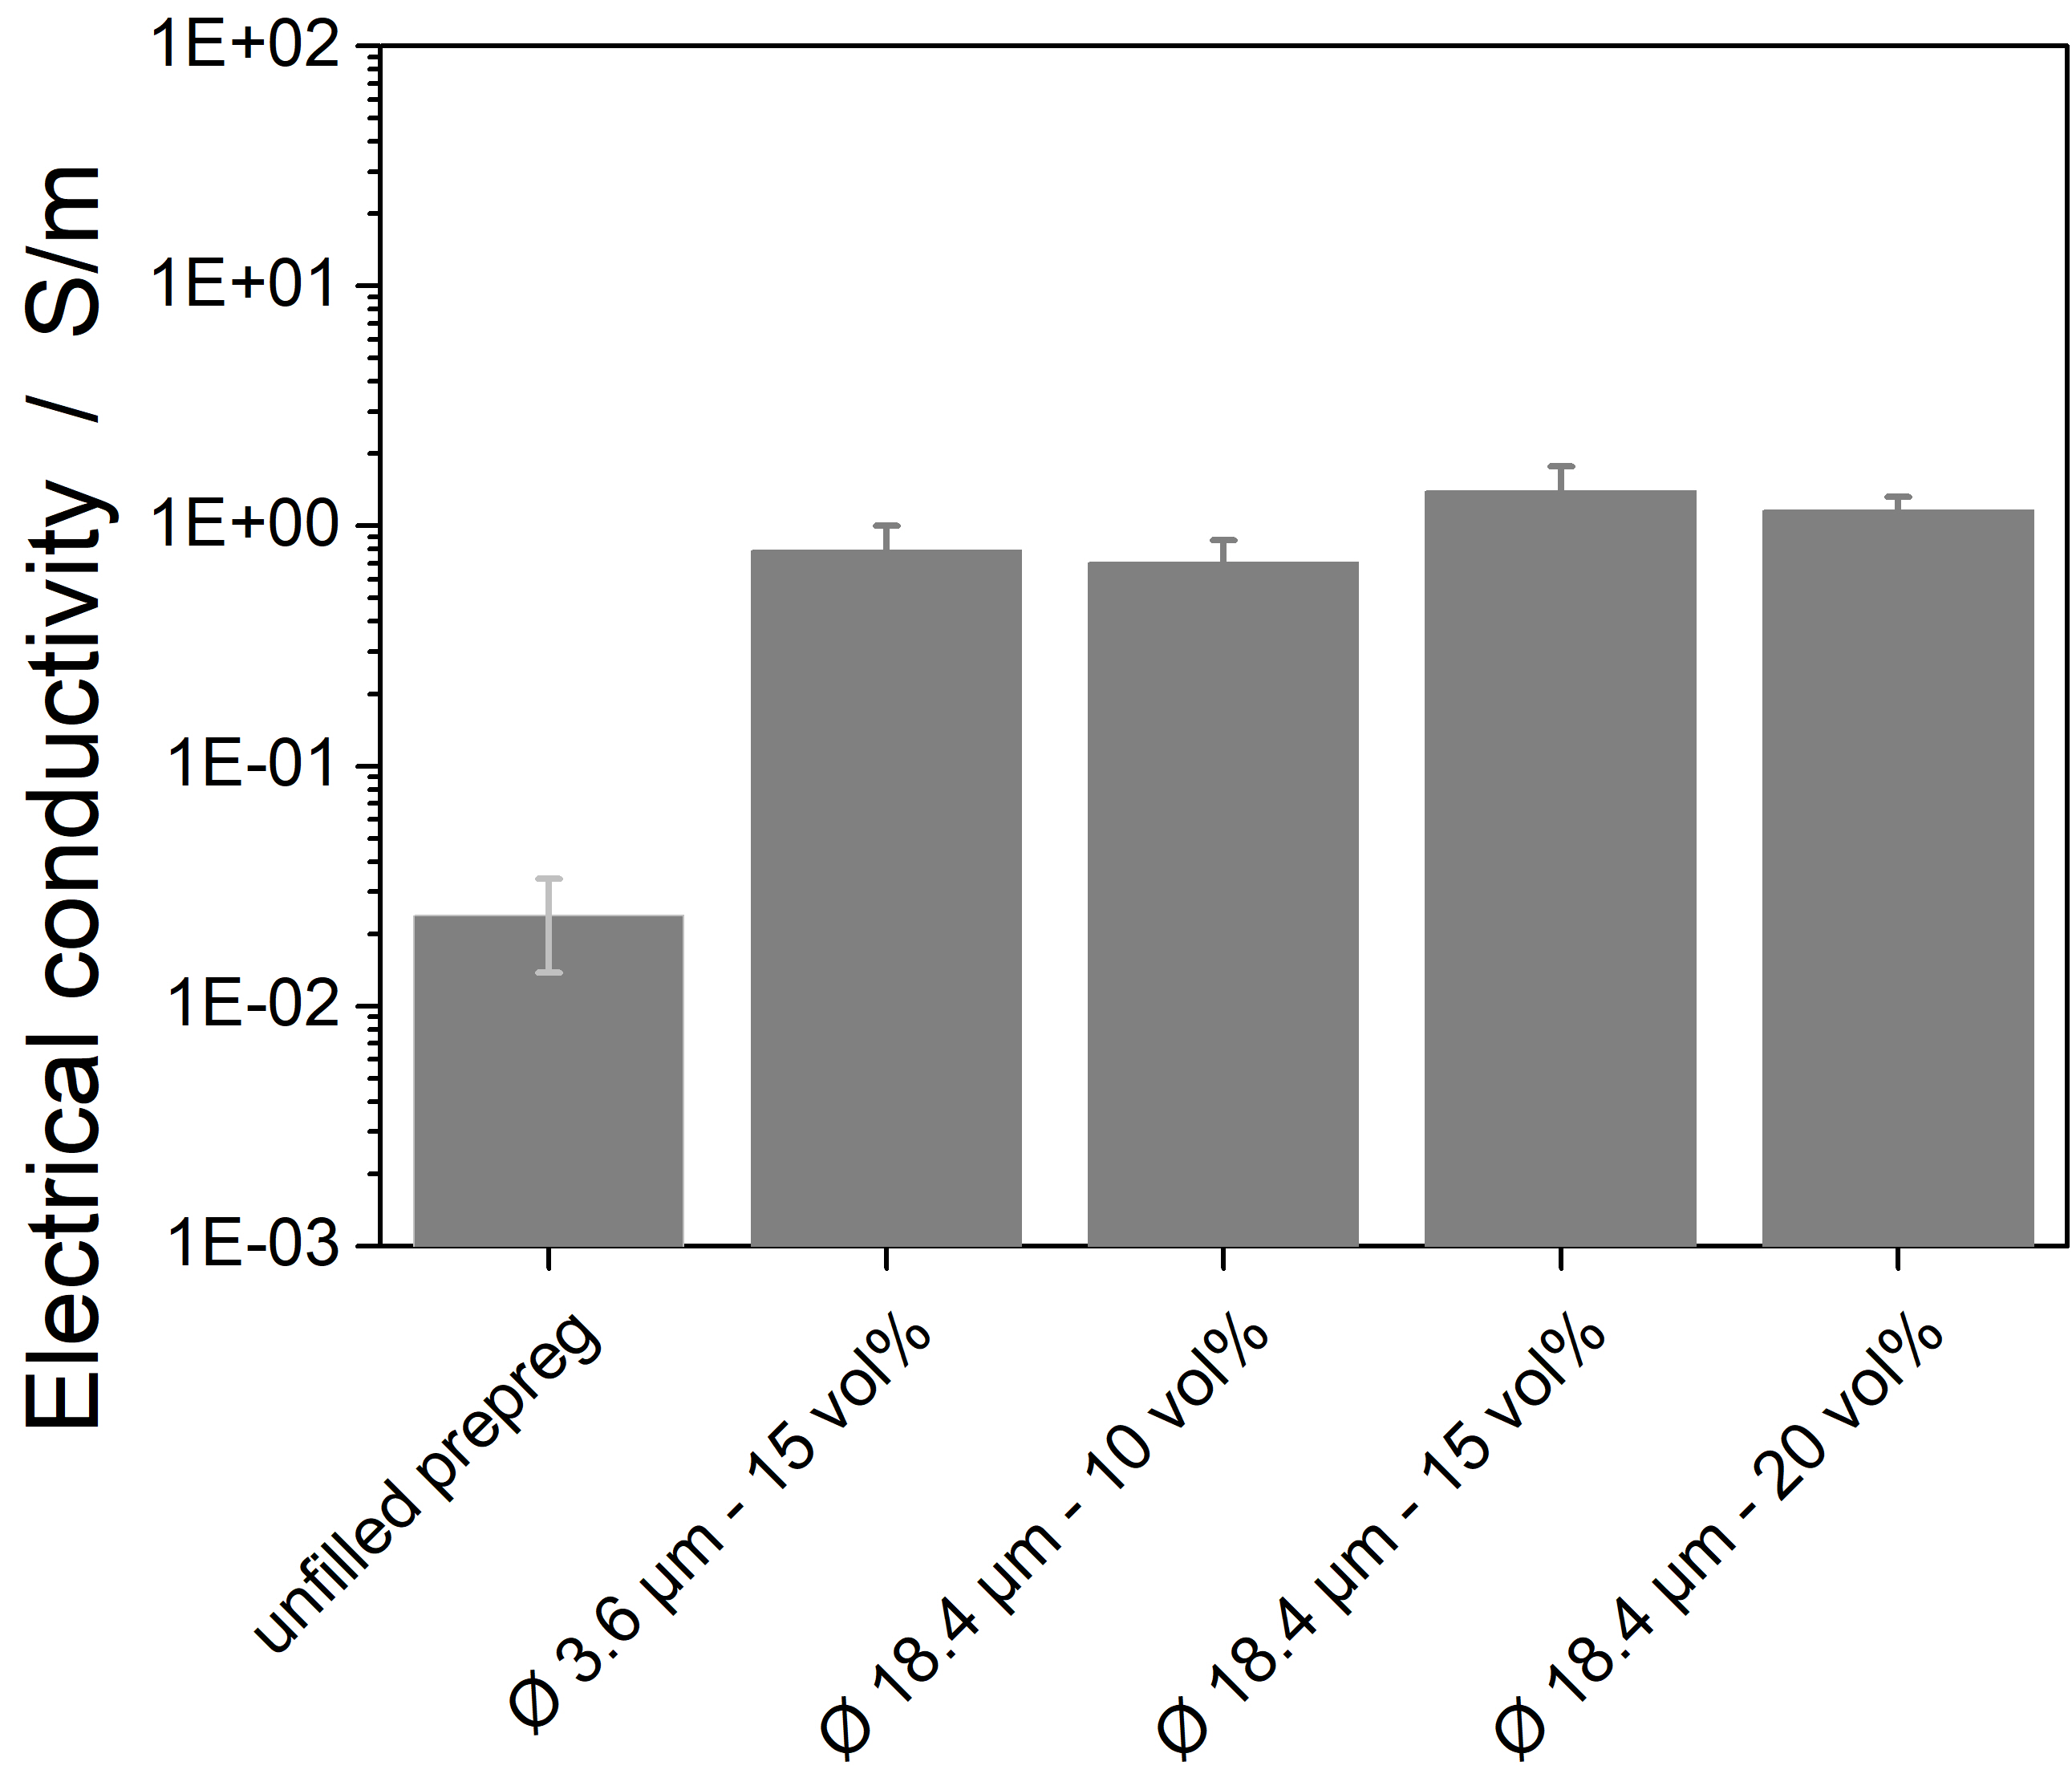 Electrical conductivity / S/m
1E+02
1E+01
1E+00
1E-01
1E-02
1E-03
unfilled prepreg
Ø 3.6 µm - 15 vol%
Ø 18.4 µm - 10 vol%
Ø 18.4 µm - 15 vol%
Ø 18.4 µm - 20 vol%